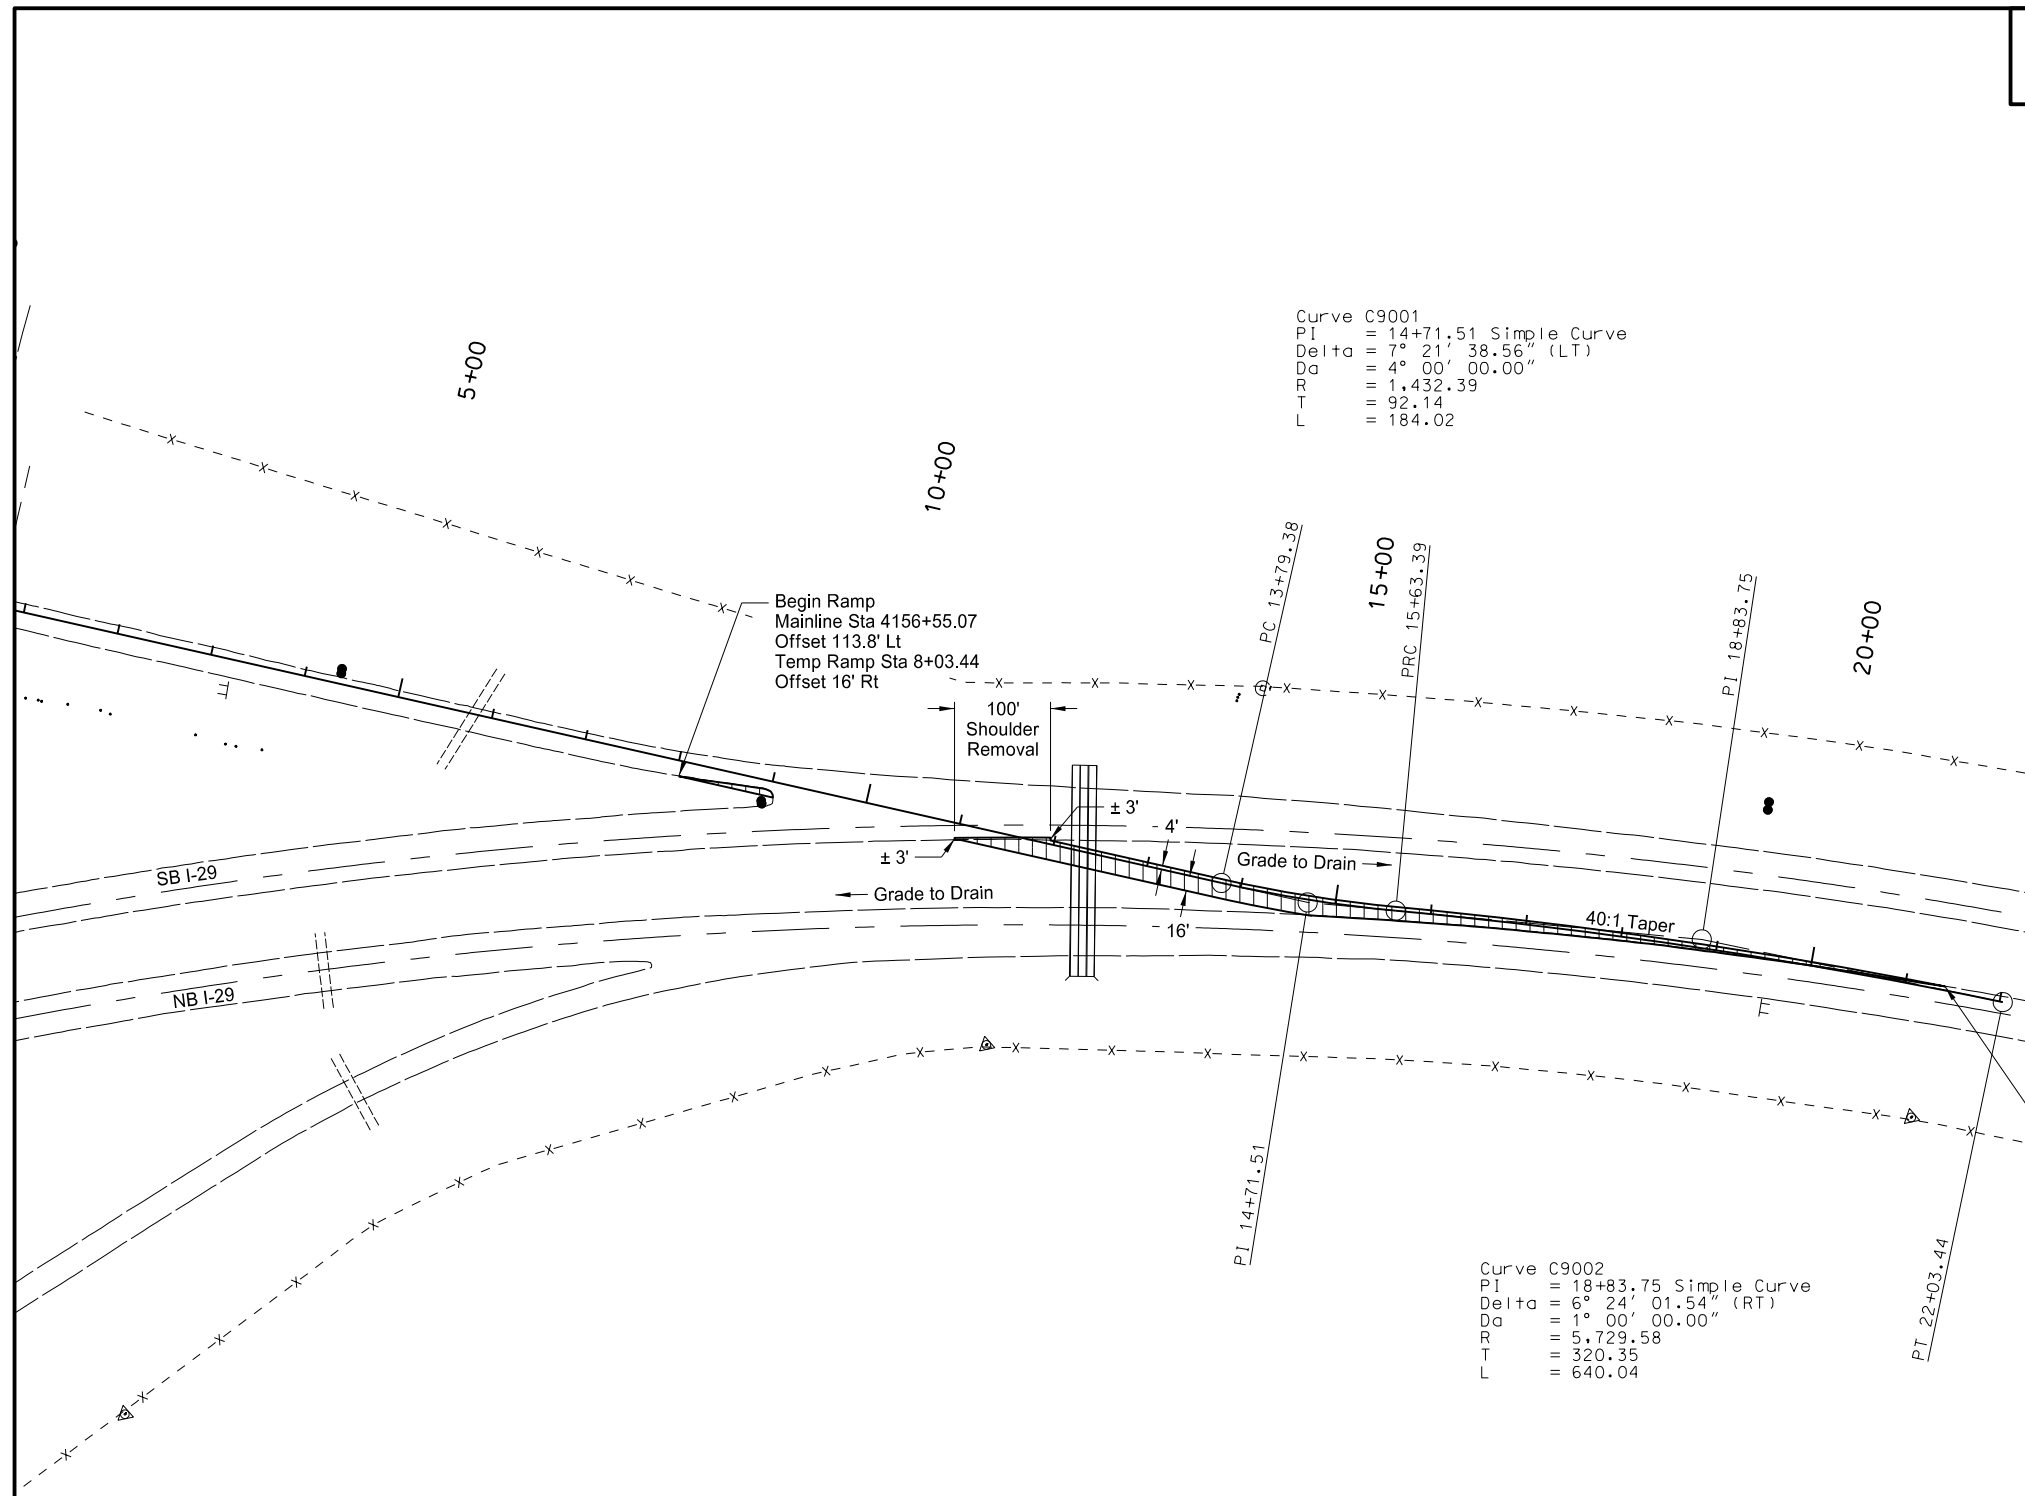 Curve C9001
PI = 14+71.51 Simple Curve
Delta = 7° 21' 38.56" (LT)
Da = 4° 00' 00.00"
R = 1,432.39
T = 92.14
L = 184.02
5+00
10+00
15+00
20+00
PC 13+79.38
PRC 15+63.39
PI 18+83.75
Begin Ramp
Mainline Sta 4156+55.07
Offset 113.8' Lt
Temp Ramp Sta 8+03.44
Offset 16' Rt
100'
Shoulder
Removal
± 3'
4'
± 3'
Grade to Drain
SB I-29
Grade to Drain
40:1 Taper
16'
NB I-29
PI 14+71.51
PT 22+03.44
Curve C9002
PI = 18+83.75 Simple Curve
Delta = 6° 24' 01.54" (RT)
Da = 1° 00' 00.00"
R = 5,729.58
T = 320.35
L = 640.04